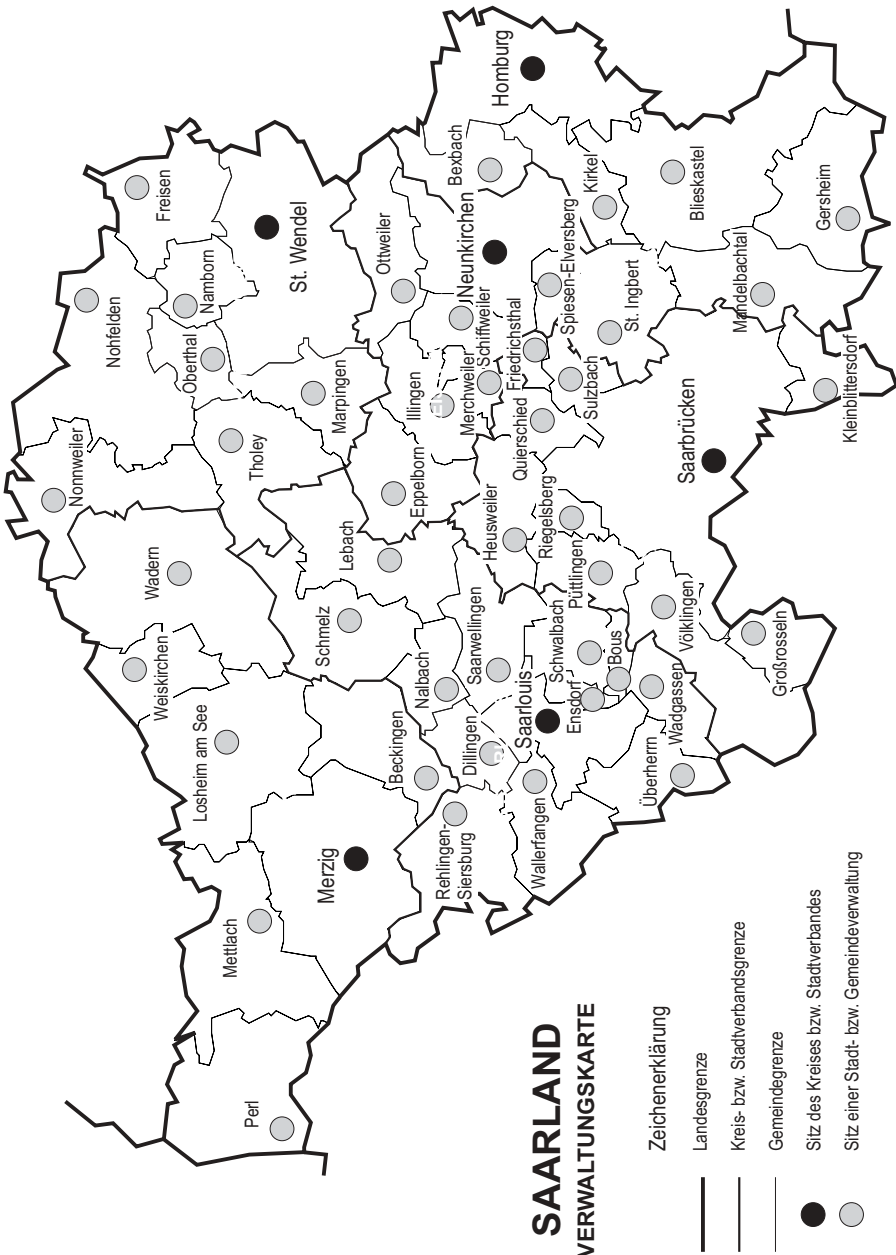 Nonnweiler
Nohfelden
Freisen
Weiskirchen
Wadern
Oberthal
Namborn
Losheim am See
Tholey
St. Wendel
Perl
Mettlach
Merzig
Schmelz
Lebach
Marpingen
Ottweiler
Beckingen
Nalbach
Eppelborn
Illingen
Rehlingen-
Siersburg
Dillingen
Saarwellingen
Merchweiler
Schiffweiler
Neunkirchen
Bexbach
Homburg
Wallerfangen
Saarlouis
Schwalbach
Heusweiler
Quierschied
Friedrichsthal
Spiesen-Elversberg
Kirkel
Ensdorf
Bous
Püttlingen
Riegelsberg
Sulzbach
St. Ingbert
Überherrn
Wadgassen
Völklingen
Saarbrücken
Mandelbachtal
Blieskastel
Großrosseln
Kleinblittersdorf
Gersheim
SAARLAND
VERWALTUNGSKARTE
Zeichenerklärung
Landesgrenze
Kreis- bzw. Stadtverbandsgrenze
Gemeindegrenze
Sitz des Kreises bzw. Stadtverbandes
Sitz einer Stadt- bzw. Gemeindeverwaltung